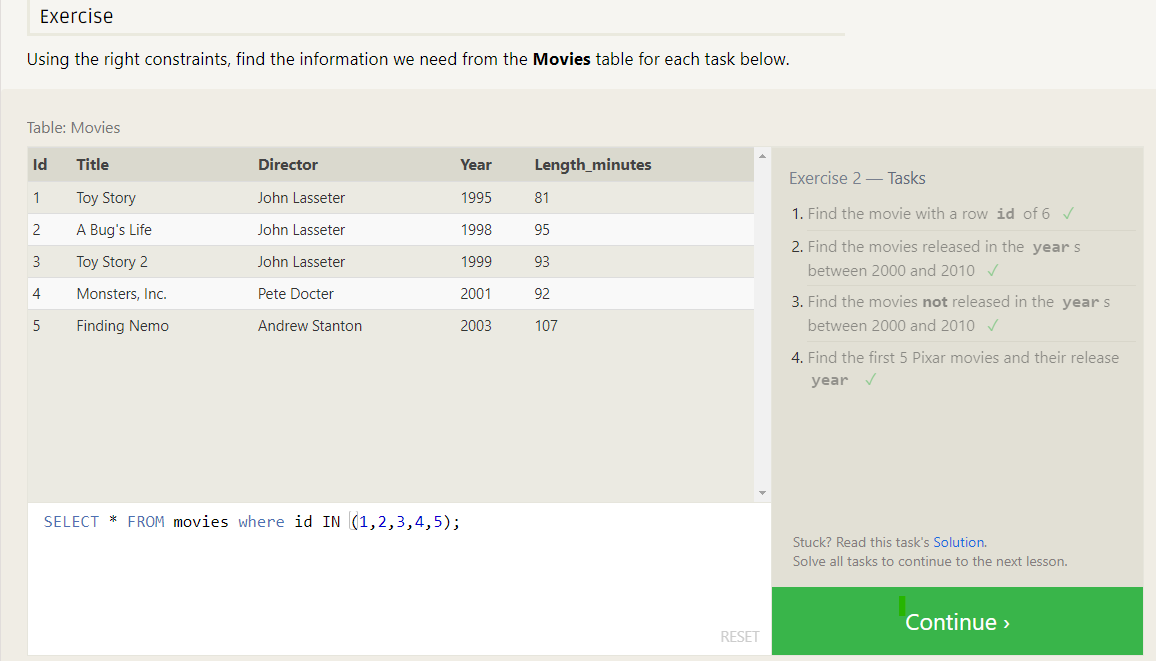 Exercise
Using the right constraints, find the information we need from the Movies table for each task below.
Table: Movies
Id Title Director Year Length_minutes
1 Toy Story John Lasseter 1995 81
2 A Bug's Life John Lasseter 1998 95
3 Toy Story 2 John Lasseter 1999 93
4 Monsters, Inc. Pete Docter 2001 92
5 Finding Nemo Andrew Stanton 2003 107
SELECT * FROM movies where id IN (1,2,3,4,5);
RESET
Exercise 2 — Tasks
1. Find the movie with a row id of 6 ✓
2. Find the movies released in the year s
between 2000 and 2010 ✓
3. Find the movies not released in the year s
between 2000 and 2010 ✓
4. Find the first 5 Pixar movies and their release
year ✓
Stuck? Read this task's Solution.
Solve all tasks to continue to the next lesson.
Continue ›